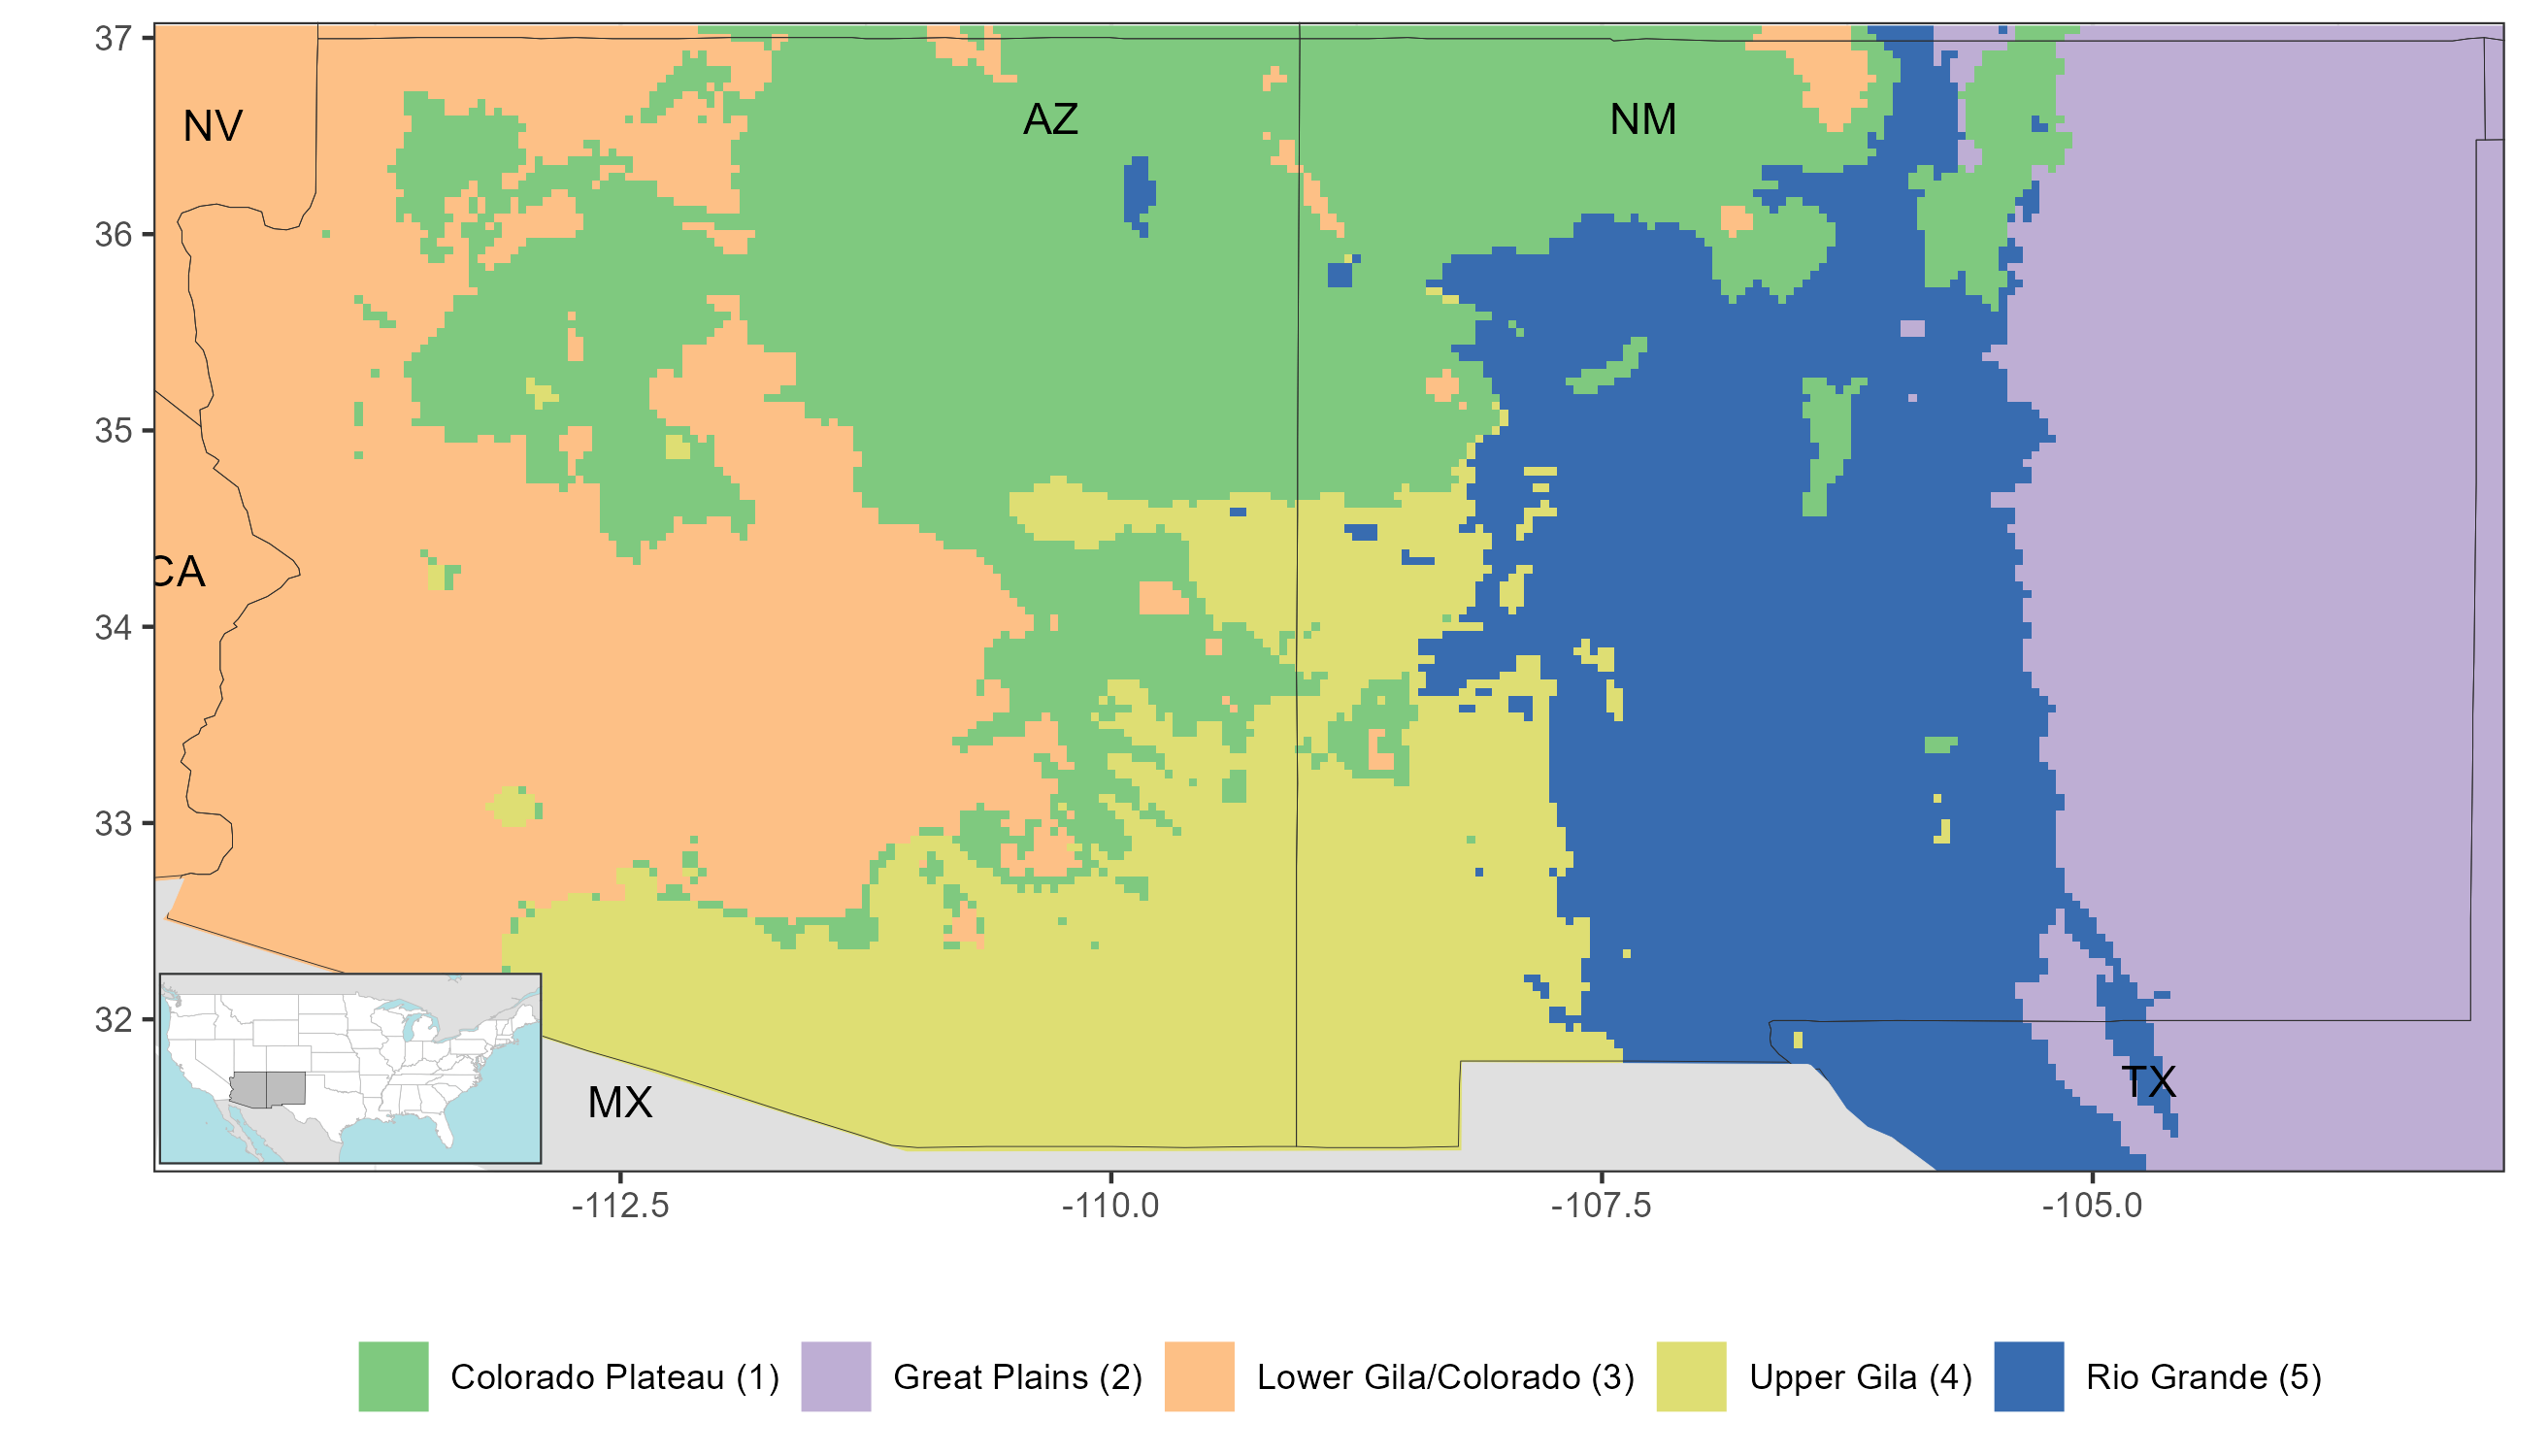 37
36
35
34
33
32
NV
AZ
NM
CA
MX
TX
-112.5 -110.0 -107.5 -105.0
Colorado Plateau (1) Great Plains (2) Lower Gila/Colorado (3) Upper Gila (4) Rio Grande (5)